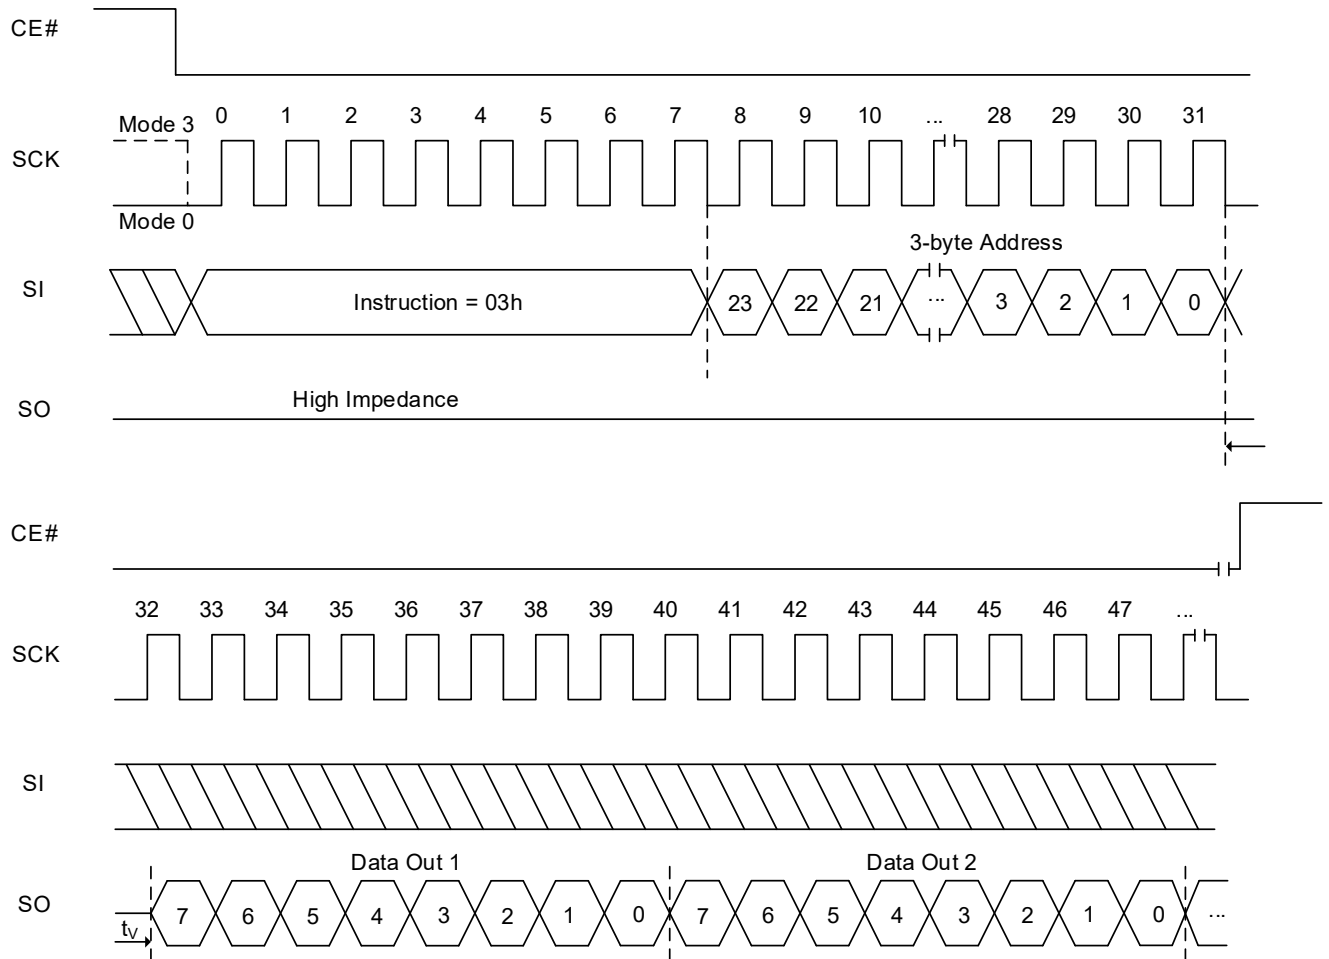 CE#
0 1 2 3 4 5 6 7 8 9 10 ... 28 29 30 31
Mode 3
SCK
Mode 0
3-byte Address
SI
Instruction = 03h 23 22 21 ... 3 2 1 0
High Impedance
SO
CE#
32 33 34 35 36 37 38 39 40 41 42 43 44 45 46 47 ...
SCK
SI
Data Out 1 Data Out 2
SO
7 6 5 4 3 2 1 0 7 6 5 4 3 2 1 0 ...
tV